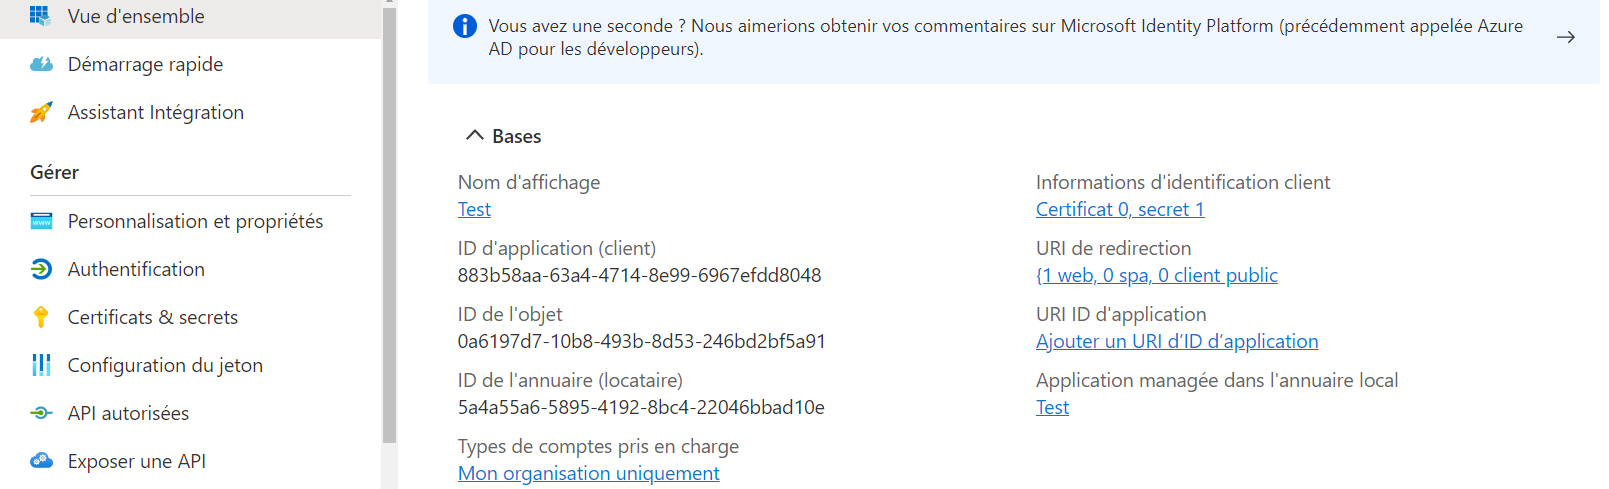 Vue d'ensemble
Démarrage rapide
Assistant Intégration
Gérer
Personnalisation et propriétés
Authentification
Certificats & secrets
Configuration du jeton
API autorisées
Exposer une API
Vous avez une seconde ? Nous aimerions obtenir vos commentaires sur Microsoft Identity Platform (précédemment appelée Azure
AD pour les développeurs).
Bases
Nom d'affichage
Test
ID d'application (client)
883b58aa-63a4-4714-8e99-6967efdd8048
ID de l'objet
0a6197d7-10b8-493b-8d53-246bd2bf5a91
ID de l'annuaire (locataire)
5a4a55a6-5895-4192-8bc4-22046bbad10e
Types de comptes pris en charge
Mon organisation uniquement
Informations d'identification client
Certificat 0, secret 1
URI de redirection
{1 web, 0 spa, 0 client public
URI ID d'application
Ajouter un URI d’ID d’application
Application managée dans l'annuaire local
Test